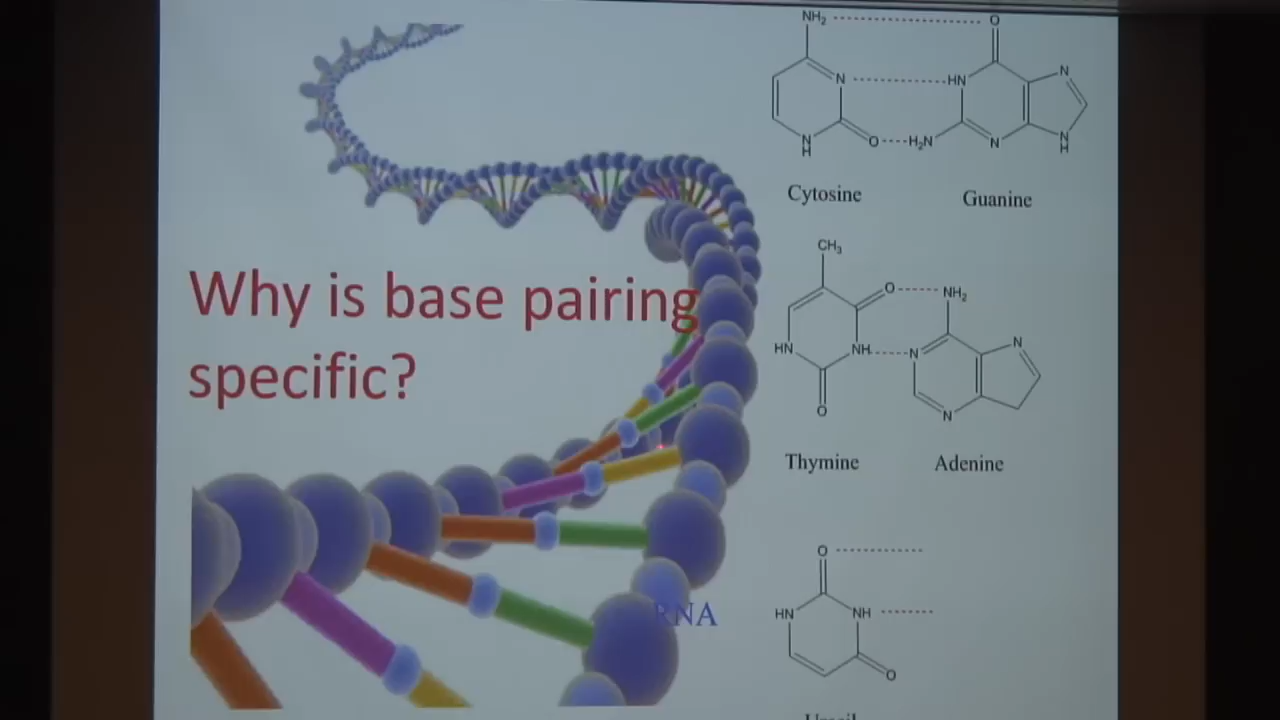 Why is base pairing
specific?
NH₂ O
N HN N
N
H
O H₂N N N
H
Cytosine Guanine
CH₃
O NH₂
HN NH N N
O N
Thymine Adenine
O
RNA HN NH
O
Uracil